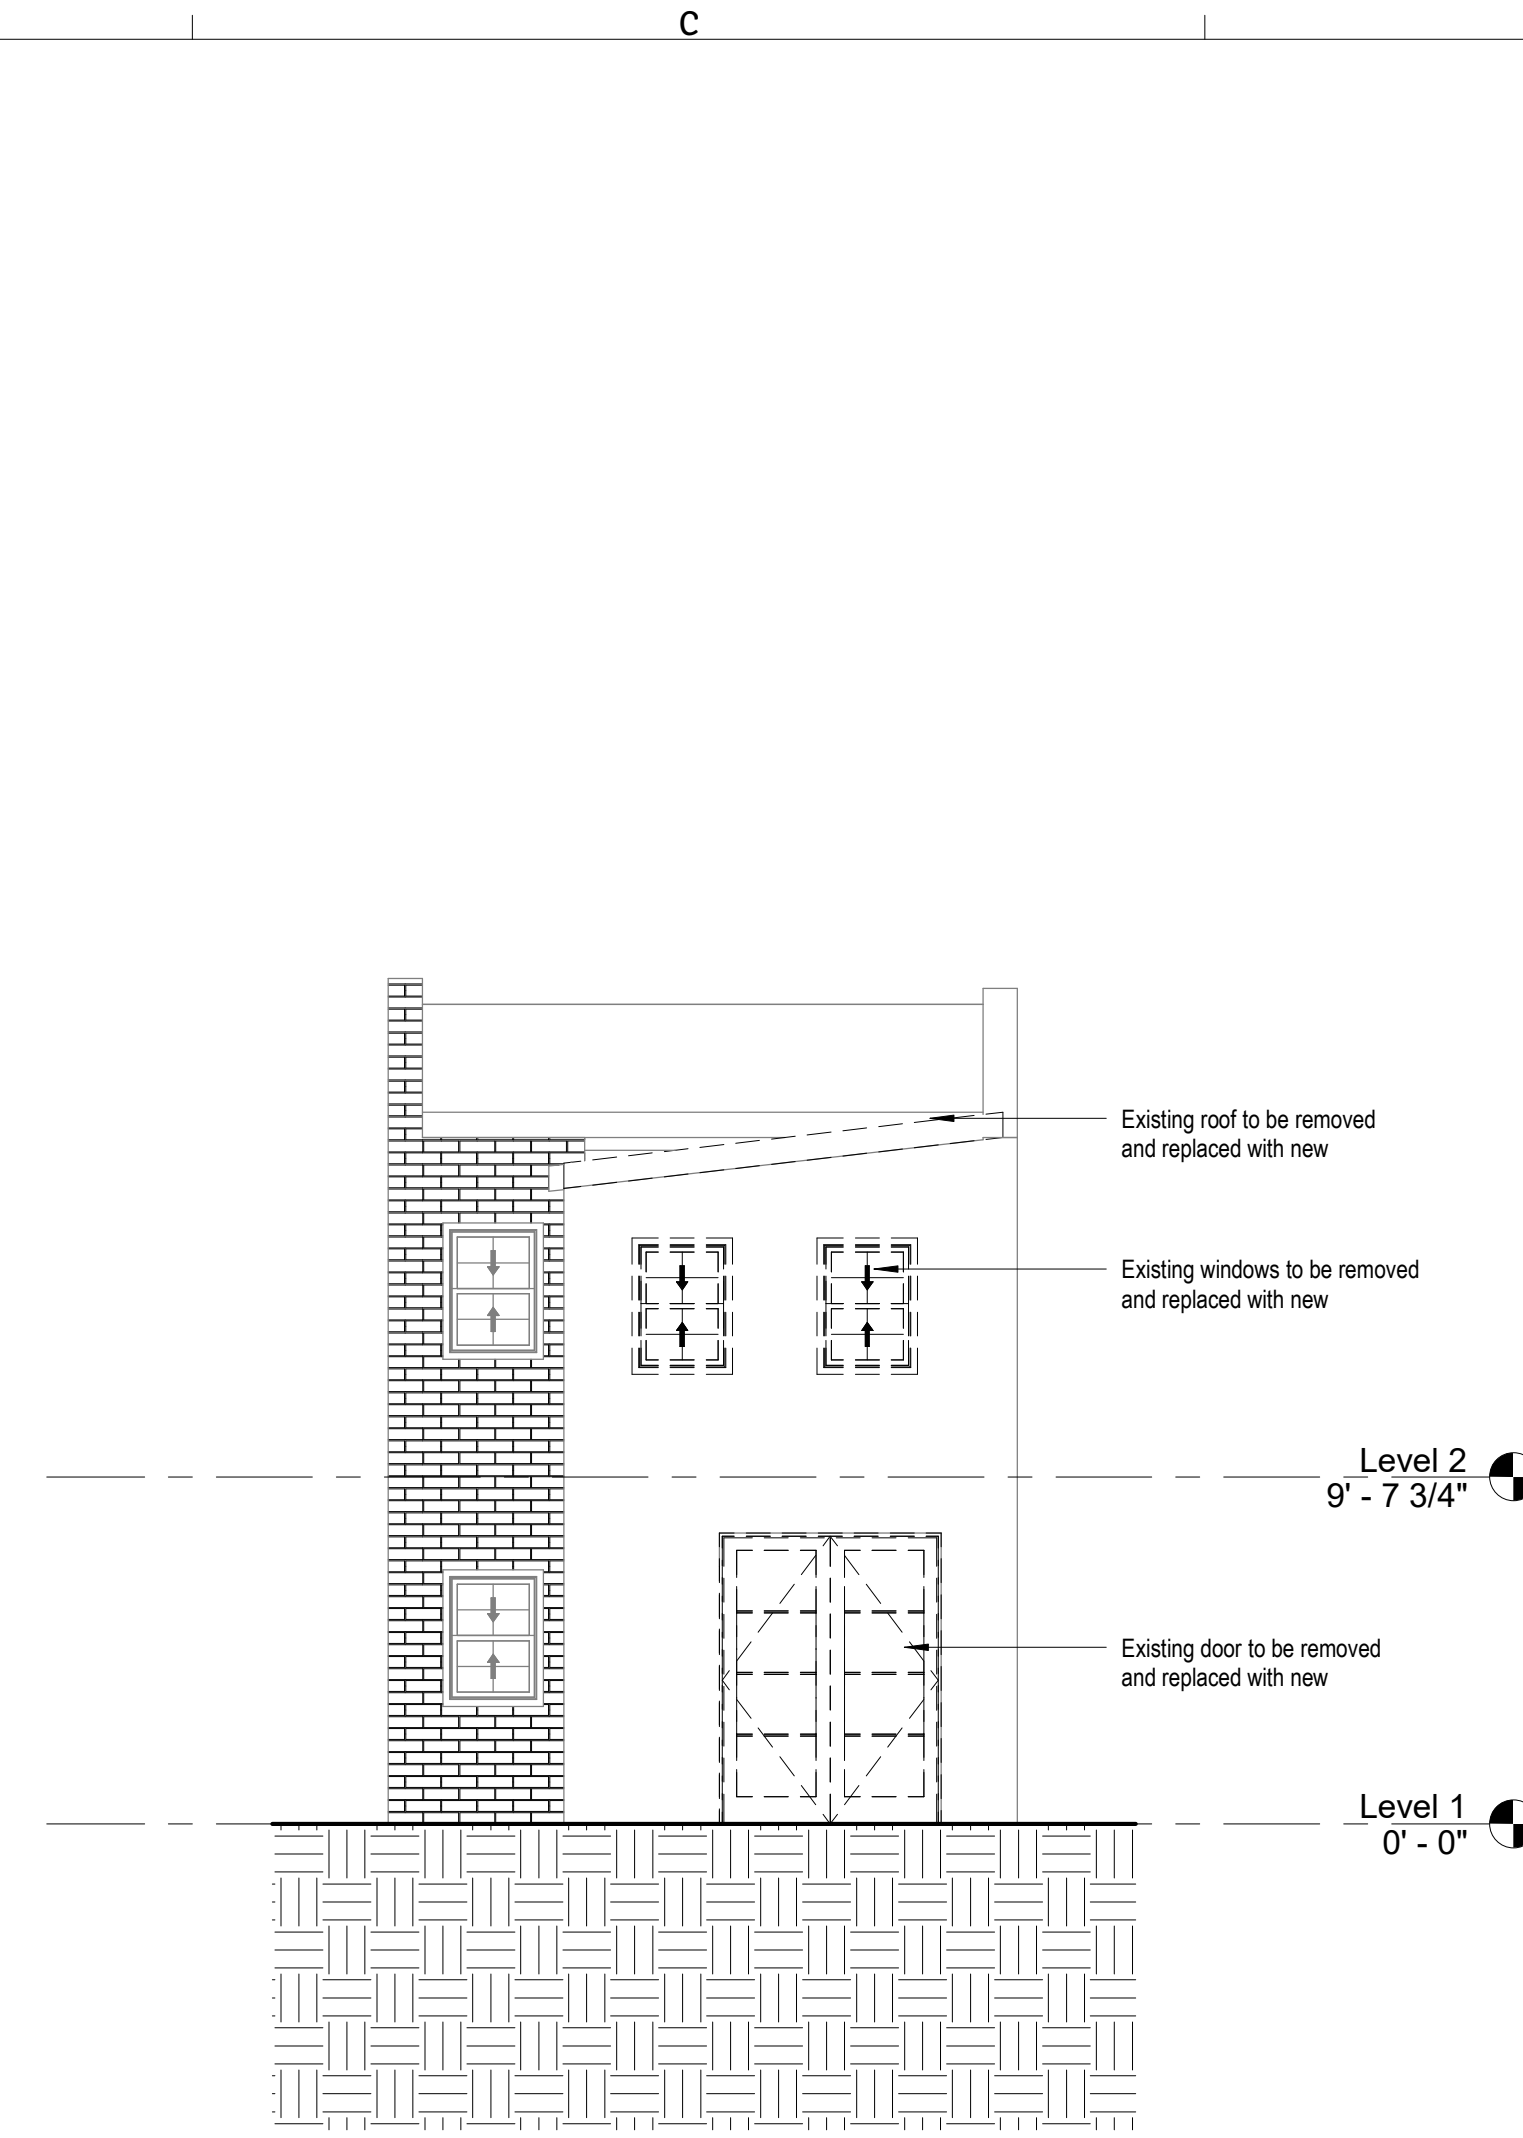 C
Existing roof to be removed
and replaced with new
Existing windows to be removed
and replaced with new
Level 2
9' - 7 3/4"
Existing door to be removed
and replaced with new
Level 1
0' - 0"